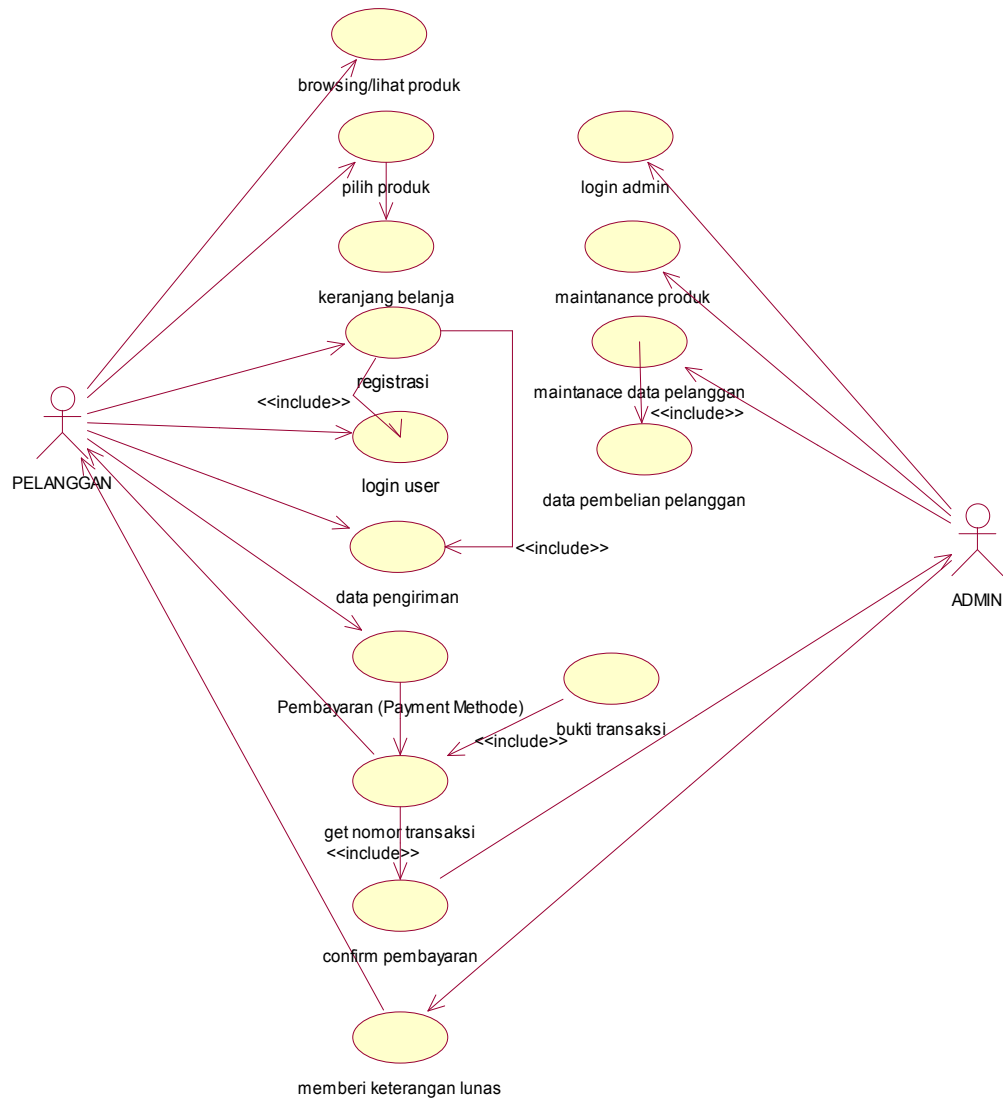 browsing/lihat produk
pilih produk
login admin
keranjang belanja
maintanance produk
registrasi
maintanace data pelanggan
<<include>>
<<include>>
PELANGGAN
login user
data pembelian pelanggan
<<include>>
data pengiriman
ADMIN
Pembayaran (Payment Methode)
bukti transaksi
<<include>>
get nomor transaksi
<<include>>
confirm pembayaran
memberi keterangan lunas